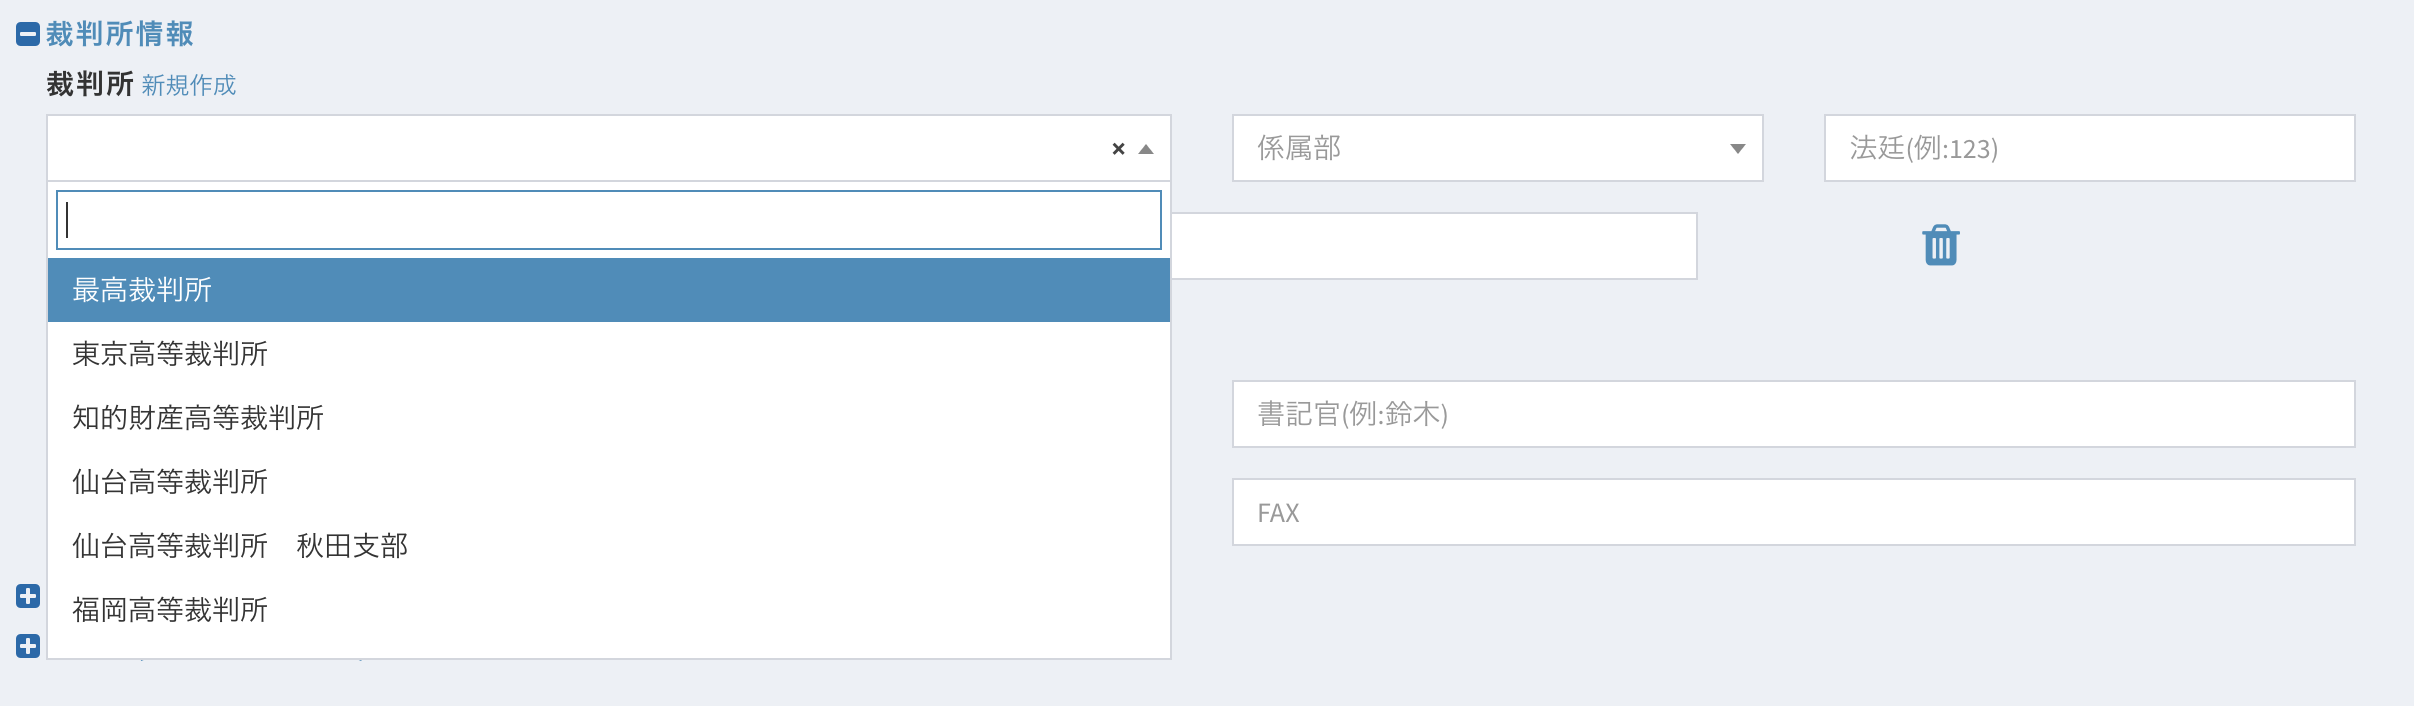 裁判所情報
裁判所 新規作成
× 係属部 法廷(例:123)
最高裁判所
東京高等裁判所
知的財産高等裁判所
書記官(例:鈴木)
仙台高等裁判所
FAX
仙台高等裁判所　秋田支部
福岡高等裁判所